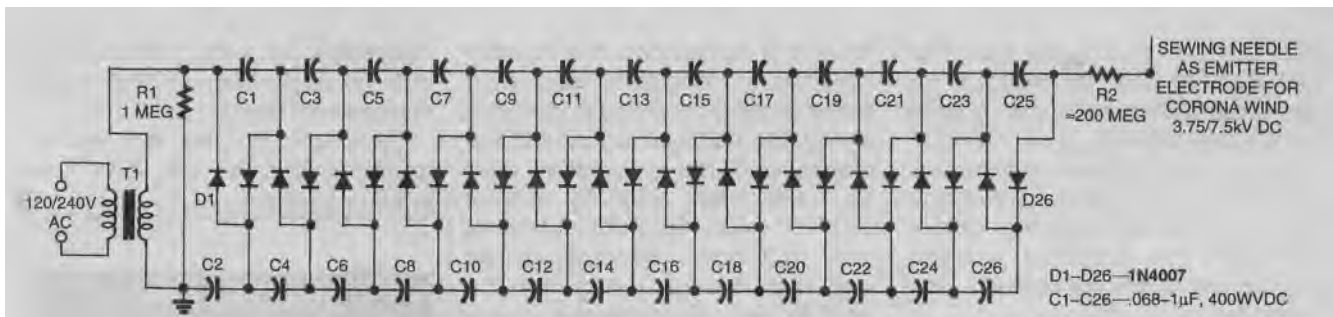 SEWING NEEDLE
AS EMITTER
ELECTRODE FOR
CORONA WIND
3.75/7.5kV DC
R1
1 MEG
C1 C3 C5 C7 C9 C11 C13 C15 C17 C19 C21 C23 C25
R2
≈200 MEG
T1
120/240V
AC
D1
D26
C2 C4 C6 C8 C10 C12 C14 C16 C18 C20 C22 C24 C26
D1–D26—1N4007
C1–C26—.068–1µF, 400WVDC